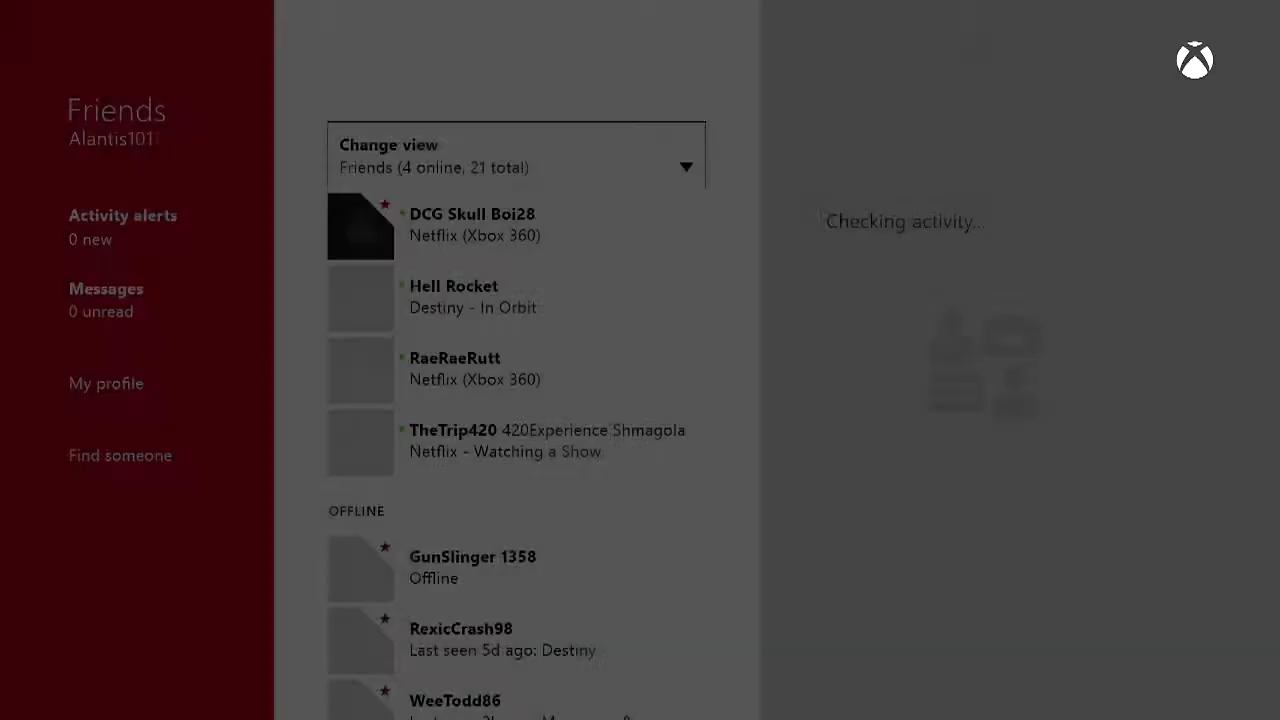 Friends
Alantis101
Activity alerts
0 new
Messages
0 unread
My profile
Find someone
Change view
Friends (4 online, 21 total)
DCG Skull Boi28
Netflix (Xbox 360)
Hell Rocket
Destiny - In Orbit
RaeRaeRutt
Netflix (Xbox 360)
TheTrip420 420Experience Shmagola
Netflix - Watching a Show
OFFLINE
GunSlinger 1358
Offline
RexicCrash98
Last seen 5d ago: Destiny
WeeTodd86
Checking activity...